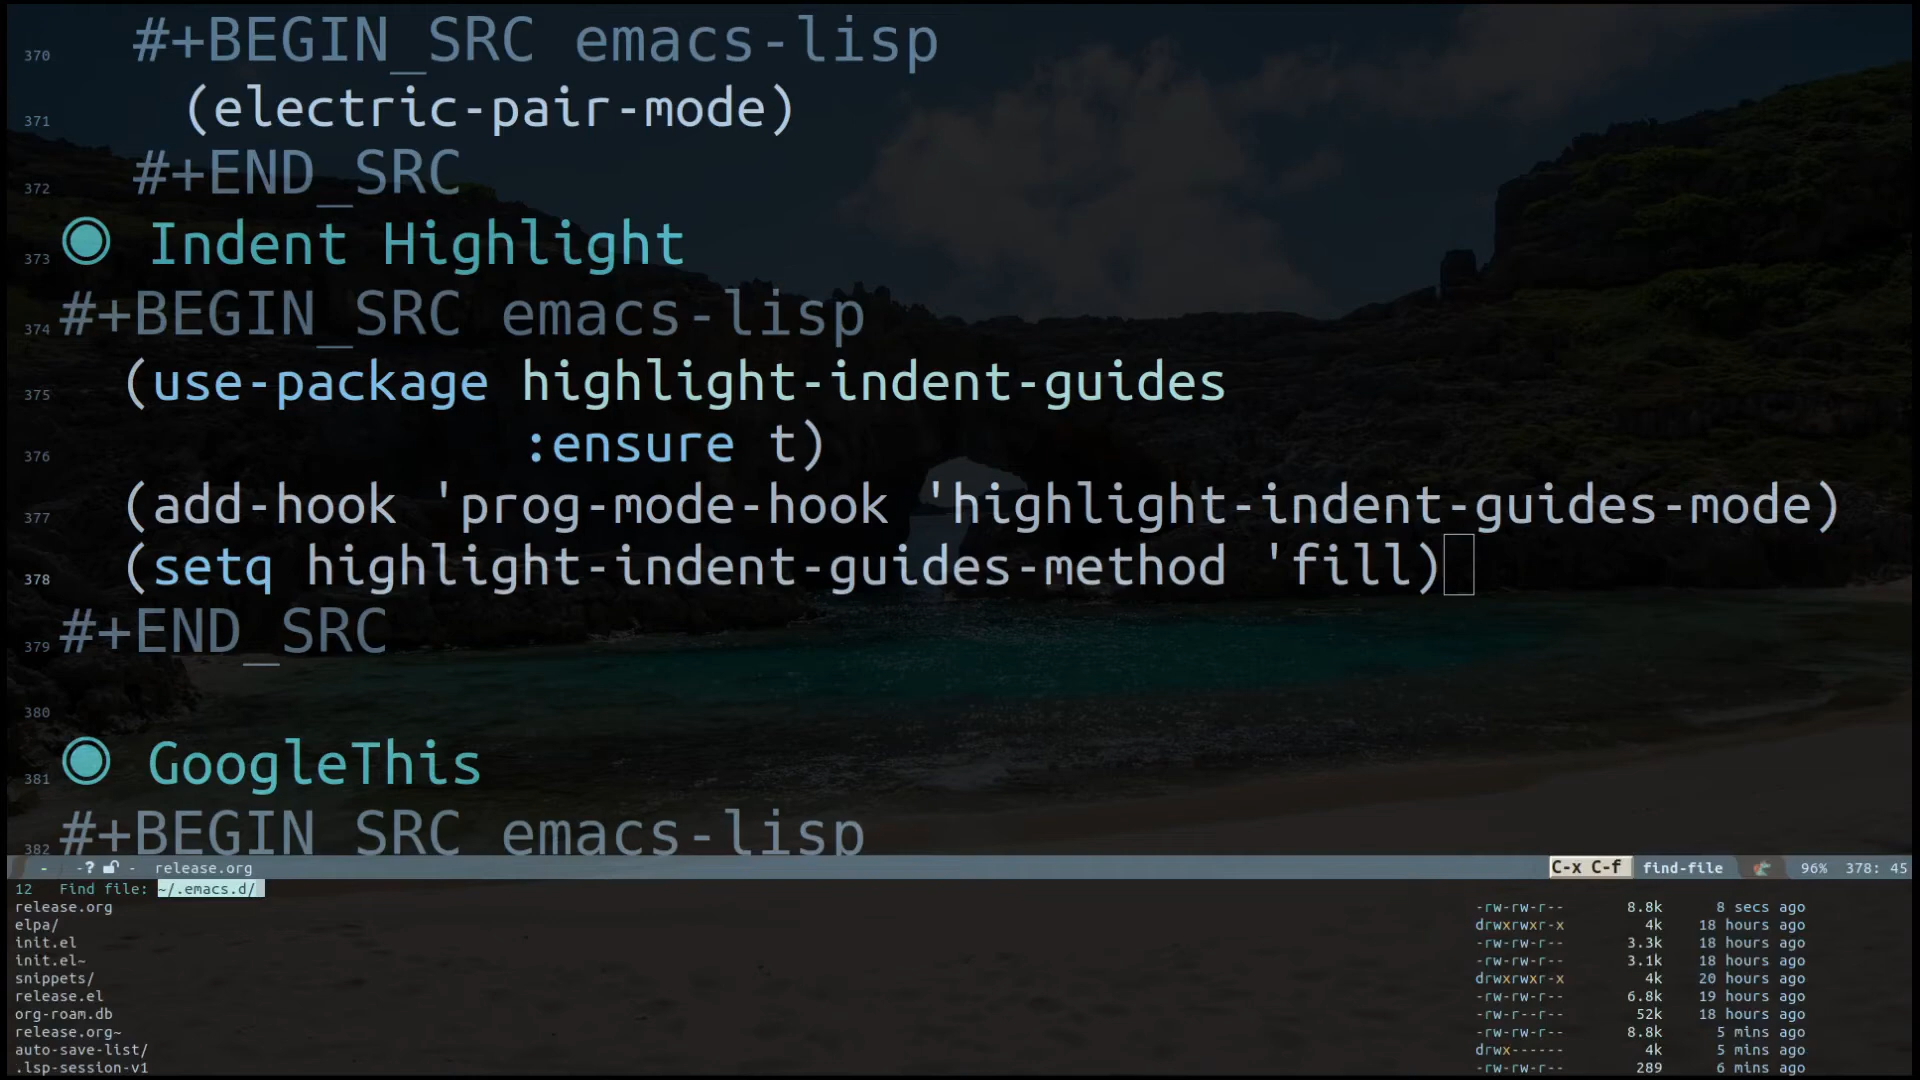 370 #+BEGIN_SRC emacs-lisp
371 (electric-pair-mode)
372 #+END_SRC
373 Indent Highlight
374 #+BEGIN_SRC emacs-lisp
375 (use-package highlight-indent-guides
376 :ensure t)
377 (add-hook 'prog-mode-hook 'highlight-indent-guides-mode)
378 (setq highlight-indent-guides-method 'fill)
379 #+END_SRC
380
381 GoogleThis
382 #+BEGIN_SRC emacs-lisp
- -? - release.org C-x C-f find-file 96% 378: 45
12 Find file: ~/.emacs.d/
release.org -rw-rw-r-- 8.8k 8 secs ago
elpa/ drwxrwxr-x 4k 18 hours ago
init.el -rw-rw-r-- 3.3k 18 hours ago
init.el~ -rw-rw-r-- 3.1k 18 hours ago
snippets/ drwxrwxr-x 4k 20 hours ago
release.el -rw-rw-r-- 6.8k 19 hours ago
org-roam.db -rw-r--r-- 52k 18 hours ago
release.org~ -rw-rw-r-- 8.8k 5 mins ago
auto-save-list/ drwx------ 4k 5 mins ago
.lsp-session-v1 -rw-rw-r-- 289 6 mins ago